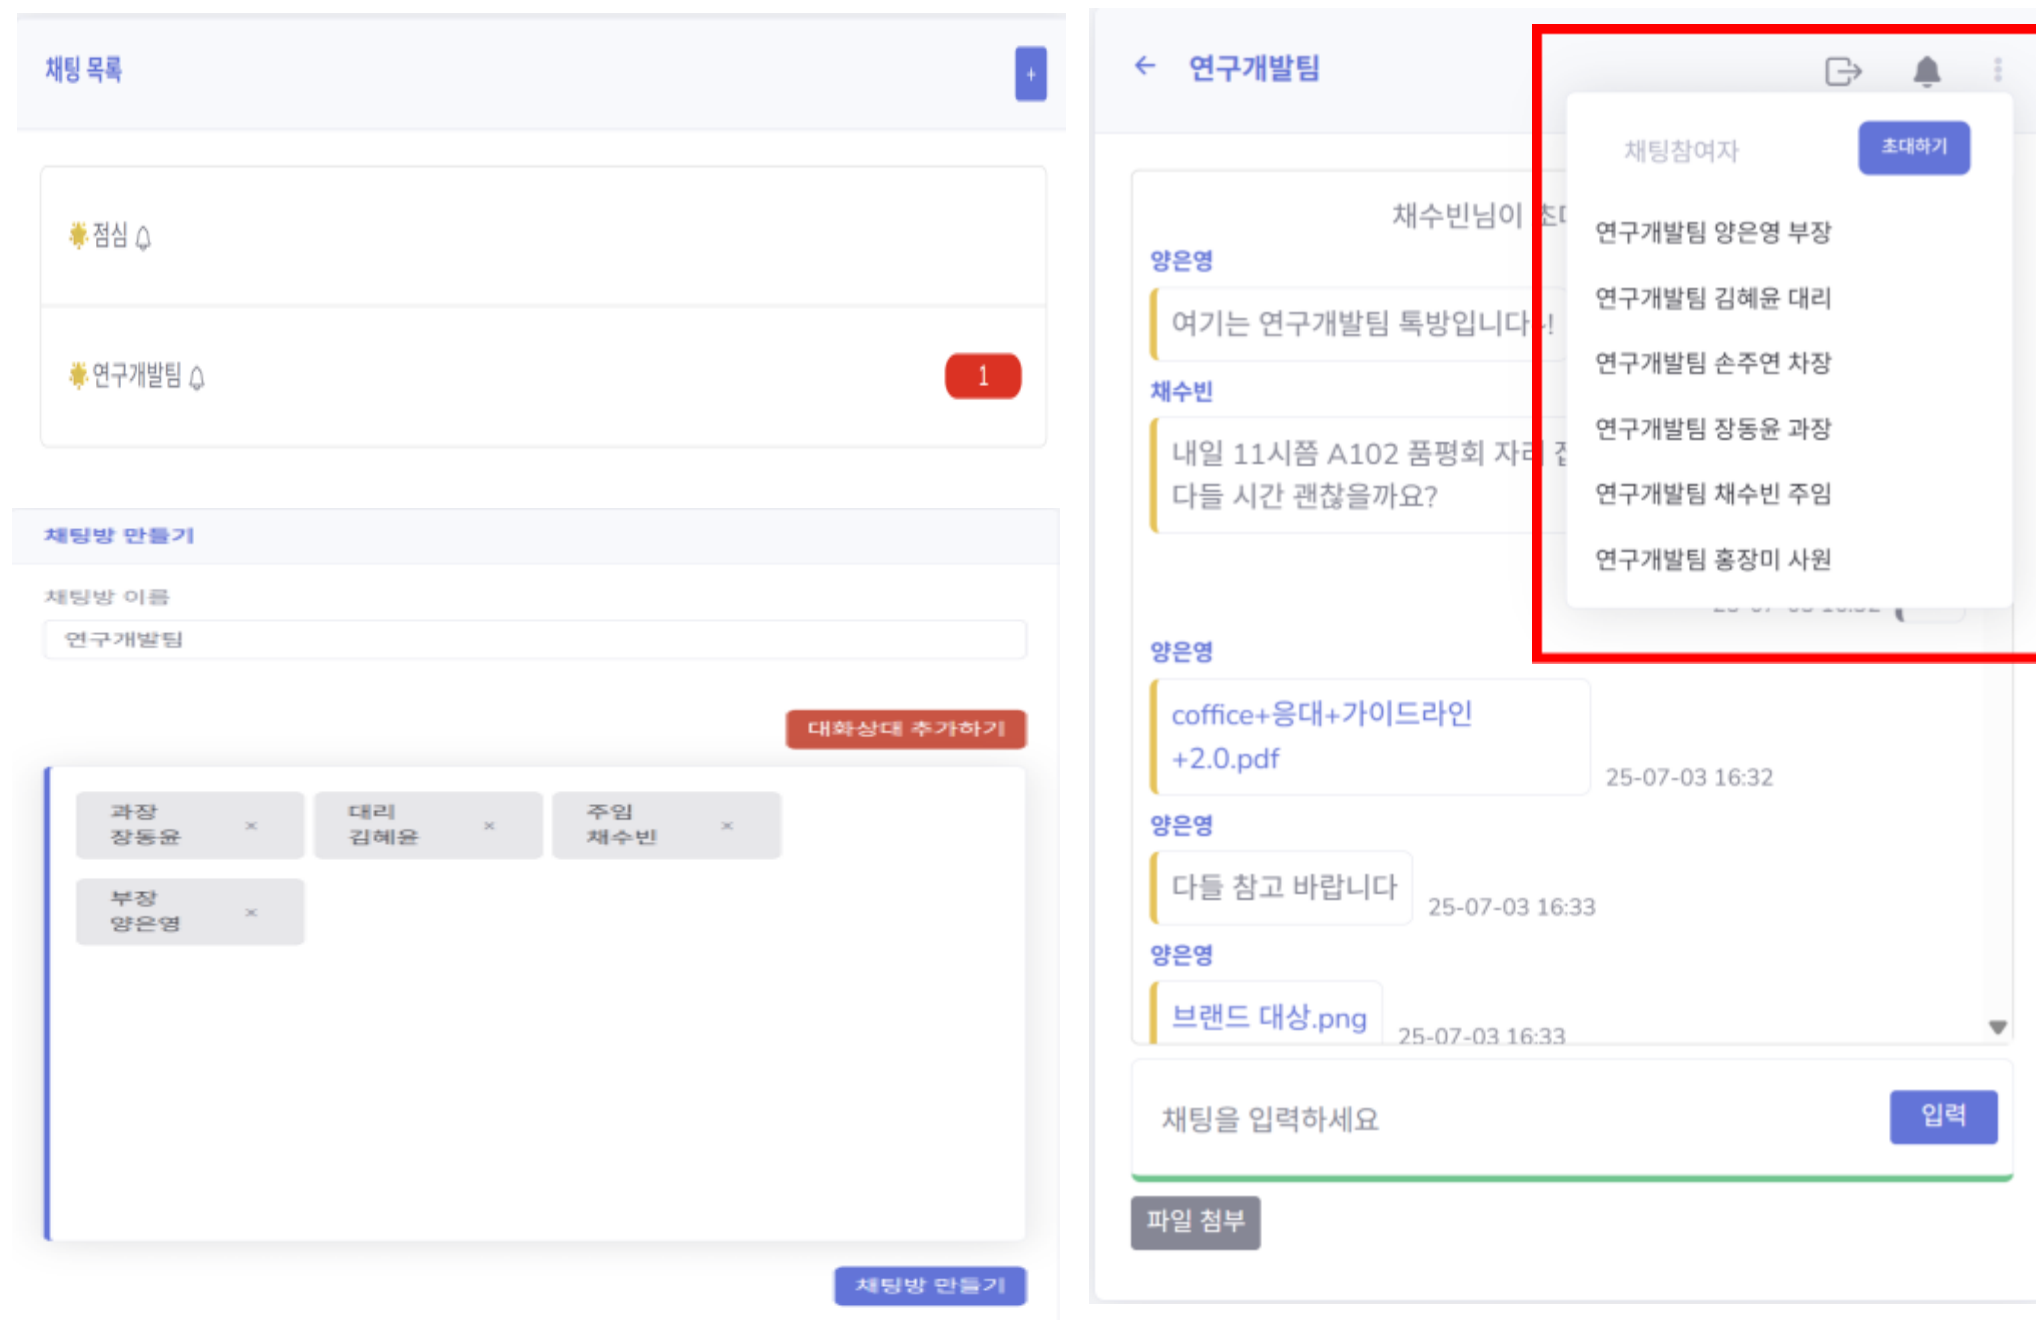 채팅 목록
+
점심
연구개발팀
1
채팅방 만들기
채팅방 이름
연구개발팀
대화상대 추가하기
과장
장동윤 ×
대리
김혜윤 ×
주임
채수빈 ×
부장
양은영 ×
채팅방 만들기
← 연구개발팀
채팅참여자
초대하기
연구개발팀 양은영 부장
연구개발팀 김혜윤 대리
연구개발팀 손주연 차장
연구개발팀 장동윤 과장
연구개발팀 채수빈 주임
연구개발팀 홍장미 사원
채수빈님이
양은영
여기는 연구개발팀 톡방입니다
채수빈
내일 11시쯤 A102 품평회 자리
다들 시간 괜찮을까요?
양은영
coffice+응대+가이드라인
+2.0.pdf
25-07-03 16:32
양은영
다들 참고 바랍니다
25-07-03 16:33
양은영
브랜드 대상.png
25-07-03 16:33
채팅을 입력하세요
입력
파일 첨부